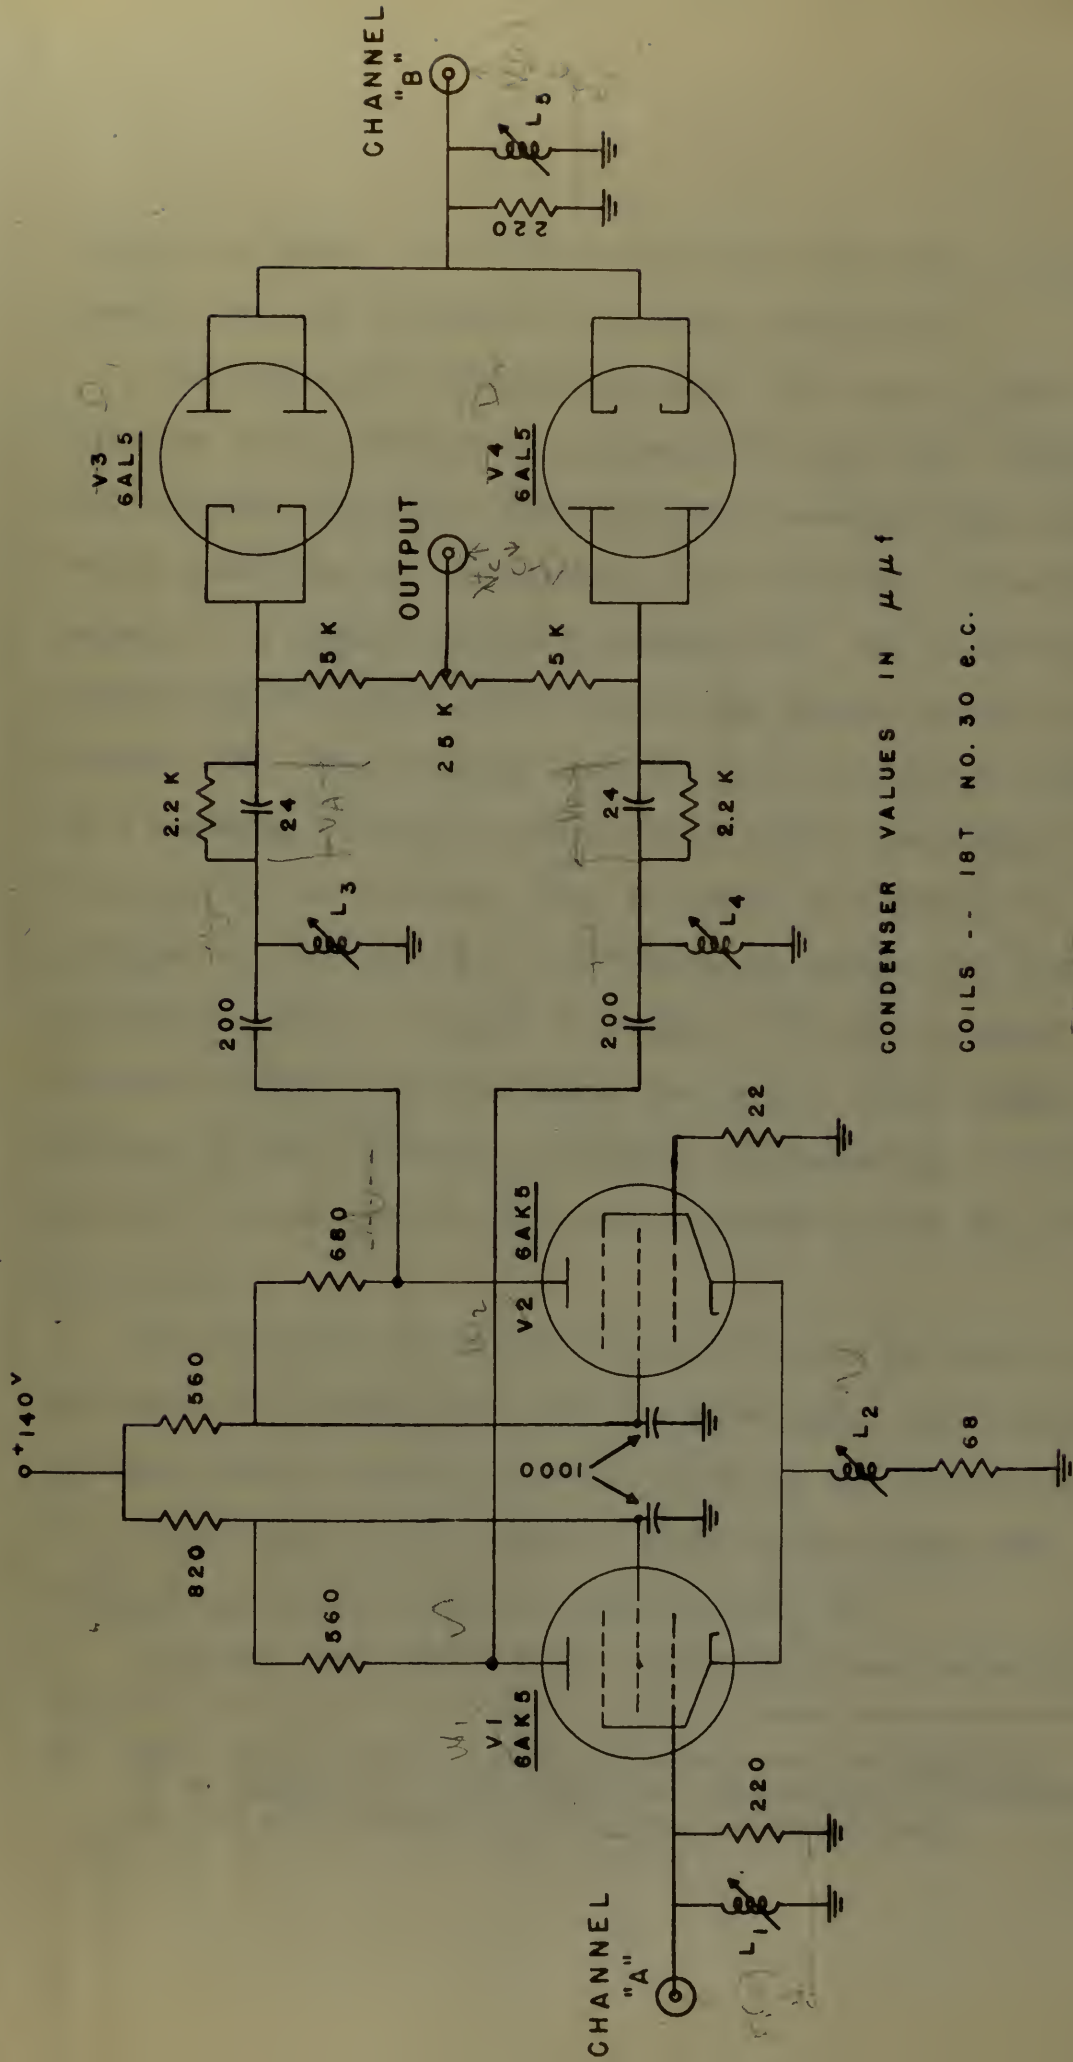 +140V
820
560
560
680
V1
6AK5
V2
6AK5
1000
CHANNEL
"A"
L1
220
L2
68
22
200
200
L3
L4
2.2 K
24
24
2.2 K
5 K
25 K
5 K
OUTPUT
V-3
6AL5
V4
6AL5
D1
D2
220
L5
CHANNEL
"B"
CONDENSER VALUES IN μμf
COILS -- 18T NO. 30 e.c.